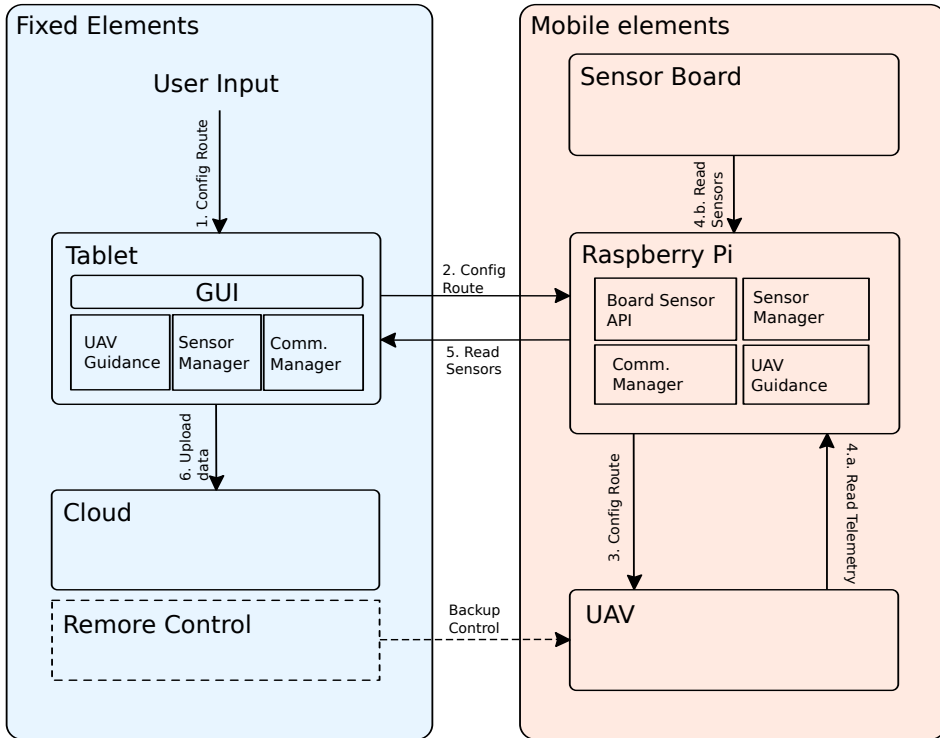 Fixed Elements
User Input
1. Config Route
Tablet
GUI
UAV
Guidance
Sensor
Manager
Comm.
Manager
6. Upload
data
Cloud
Remore Control
2. Config
Route
5. Read
Sensors
Backup
Control
Mobile elements
Sensor Board
4.b. Read
Sensors
Raspberry Pi
Board Sensor
API
Sensor
Manager
Comm.
Manager
UAV
Guidance
3. Config Route
4.a. Read Telemetry
UAV